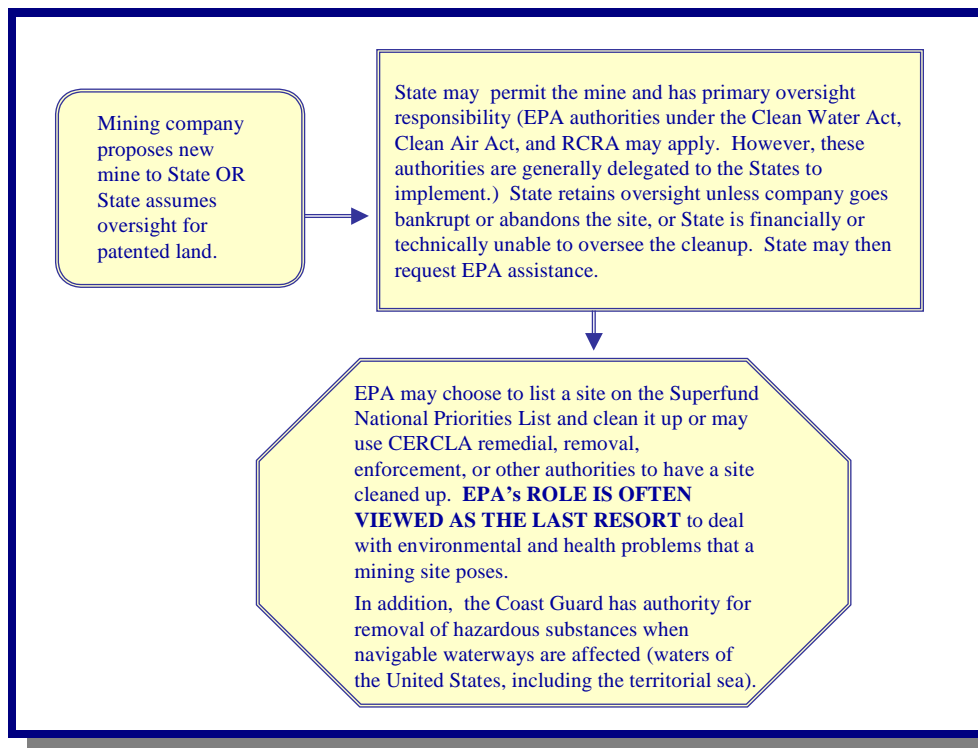 Mining company
proposes new
mine to State OR
State assumes
oversight for
patented land.
State may permit the mine and has primary oversight
responsibility (EPA authorities under the Clean Water Act,
Clean Air Act, and RCRA may apply. However, these
authorities are generally delegated to the States to
implement.) State retains oversight unless company goes
bankrupt or abandons the site, or State is financially or
technically unable to oversee the cleanup. State may then
request EPA assistance.
EPA may choose to list a site on the Superfund
National Priorities List and clean it up or may
use CERCLA remedial, removal,
enforcement, or other authorities to have a site
cleaned up. EPA’s ROLE IS OFTEN
VIEWED AS THE LAST RESORT to deal
with environmental and health problems that a
mining site poses.
In addition, the Coast Guard has authority for
removal of hazardous substances when
navigable waterways are affected (waters of
the United States, including the territorial sea).